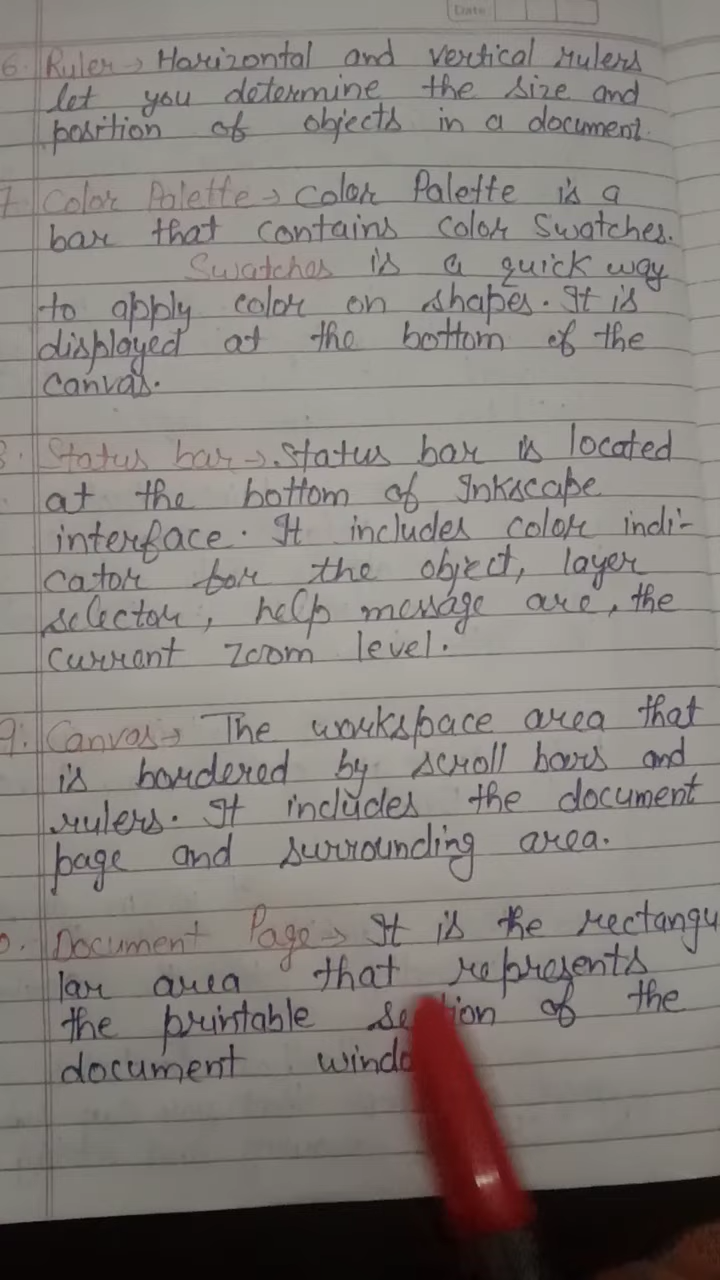 Date
6. Ruler → Horizontal and vertical rulers
let you determine the size and
position of objects in a document.
7. Color Palette → Color Palette is a
bar that contains color swatches.
Swatches is a quick way
to apply color on shapes. It is
displayed at the bottom of the
canvas.
8. Status bar → Status bar is located
at the bottom of Inkscape
interface. It includes color indi-
cator for the object, layer
selector, help message are, the
current zoom level.
9. Canvas → The workspace area that
is bordered by scroll bars and
rulers. It includes the document
page and surrounding area.
Document Page → It is the rectangu
lar area that represents
the printable section of the
document